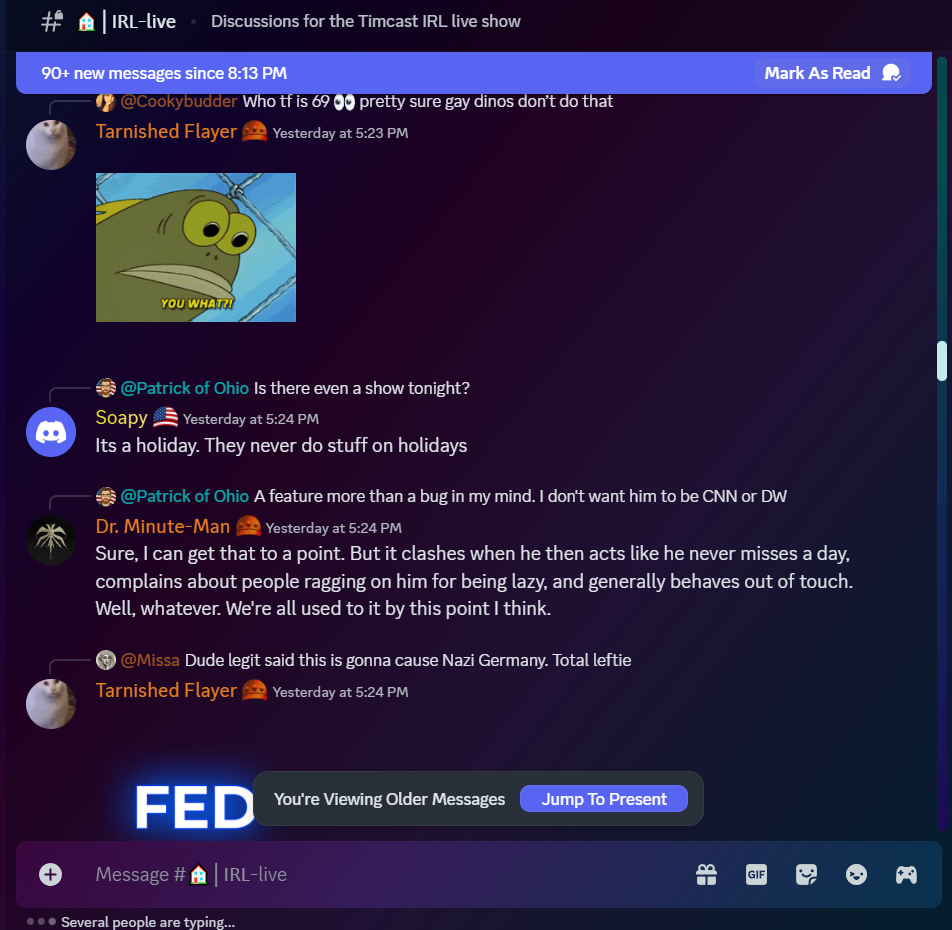 IRL-live • Discussions for the Timcast IRL live show
90+ new messages since 8:13 PM Mark As Read
@Cookybudder Who tf is 69 👀 pretty sure gay dinos don't do that
Tarnished Flayer Yesterday at 5:23 PM
YOU WHAT?!
@Patrick of Ohio Is there even a show tonight?
Soapy Yesterday at 5:24 PM
Its a holiday. They never do stuff on holidays
@Patrick of Ohio A feature more than a bug in my mind. I don't want him to be CNN or DW
Dr. Minute-Man Yesterday at 5:24 PM
Sure, I can get that to a point. But it clashes when he then acts like he never misses a day,
complains about people ragging on him for being lazy, and generally behaves out of touch.
Well, whatever. We're all used to it by this point I think.
@Missa Dude legit said this is gonna cause Nazi Germany. Total leftie
Tarnished Flayer Yesterday at 5:24 PM
FED
You're Viewing Older Messages Jump To Present
Message #🏠│IRL-live GIF
Several people are typing...